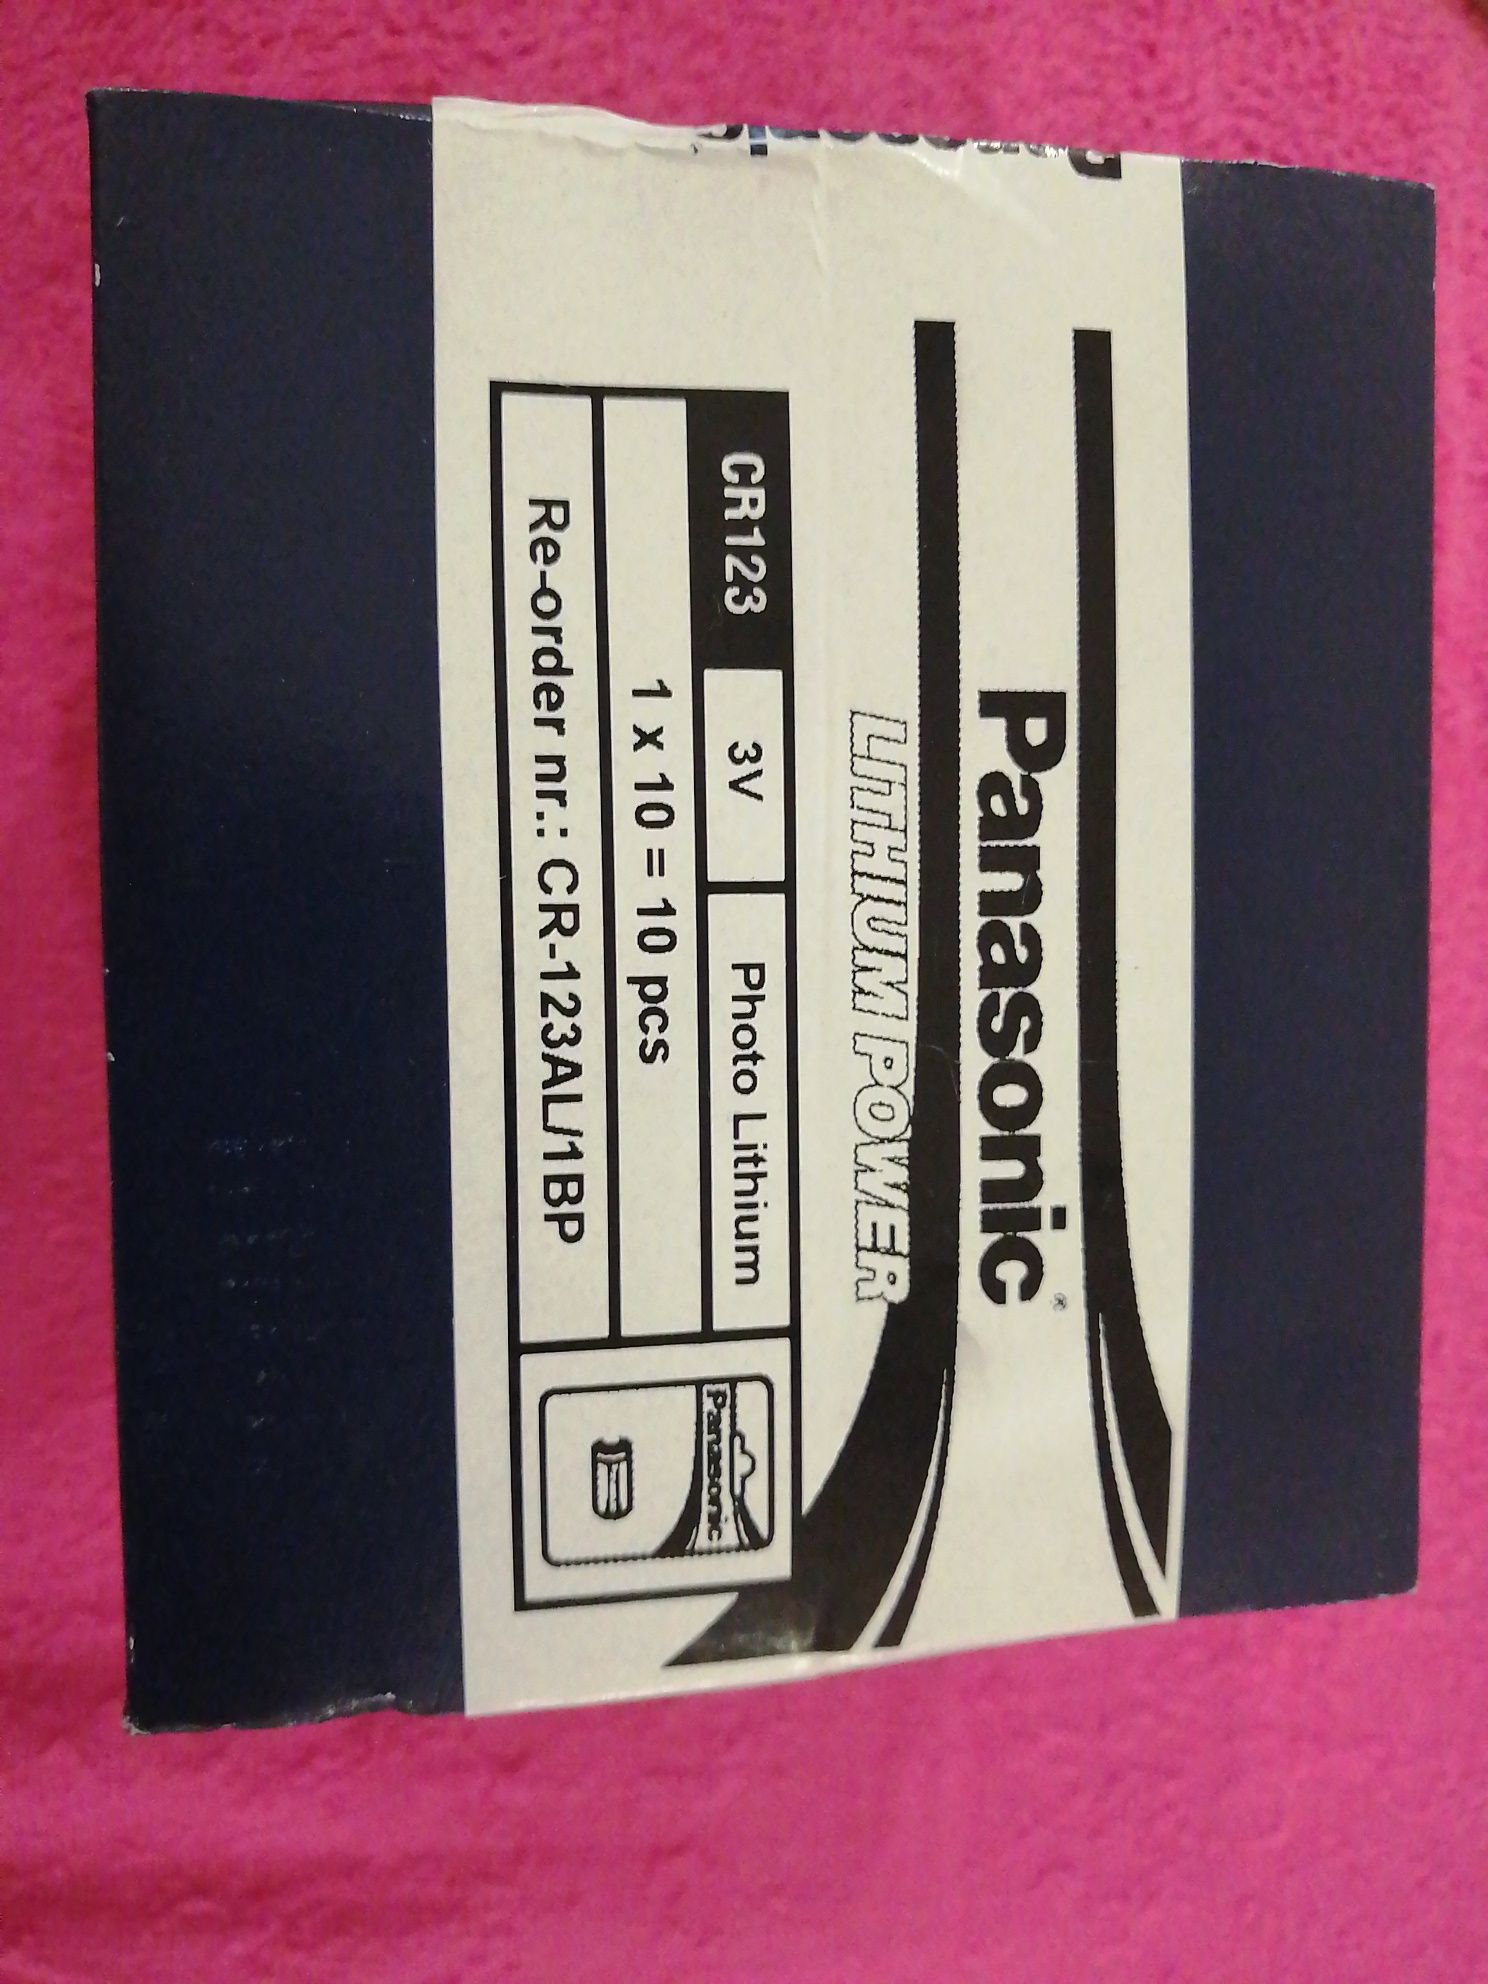 Panasonic®
LITHIUM POWER
CR123 3V Photo Lithium
1 x 10 = 10 pcs
Re-order nr.: CR-123AL/1BP
Panasonic